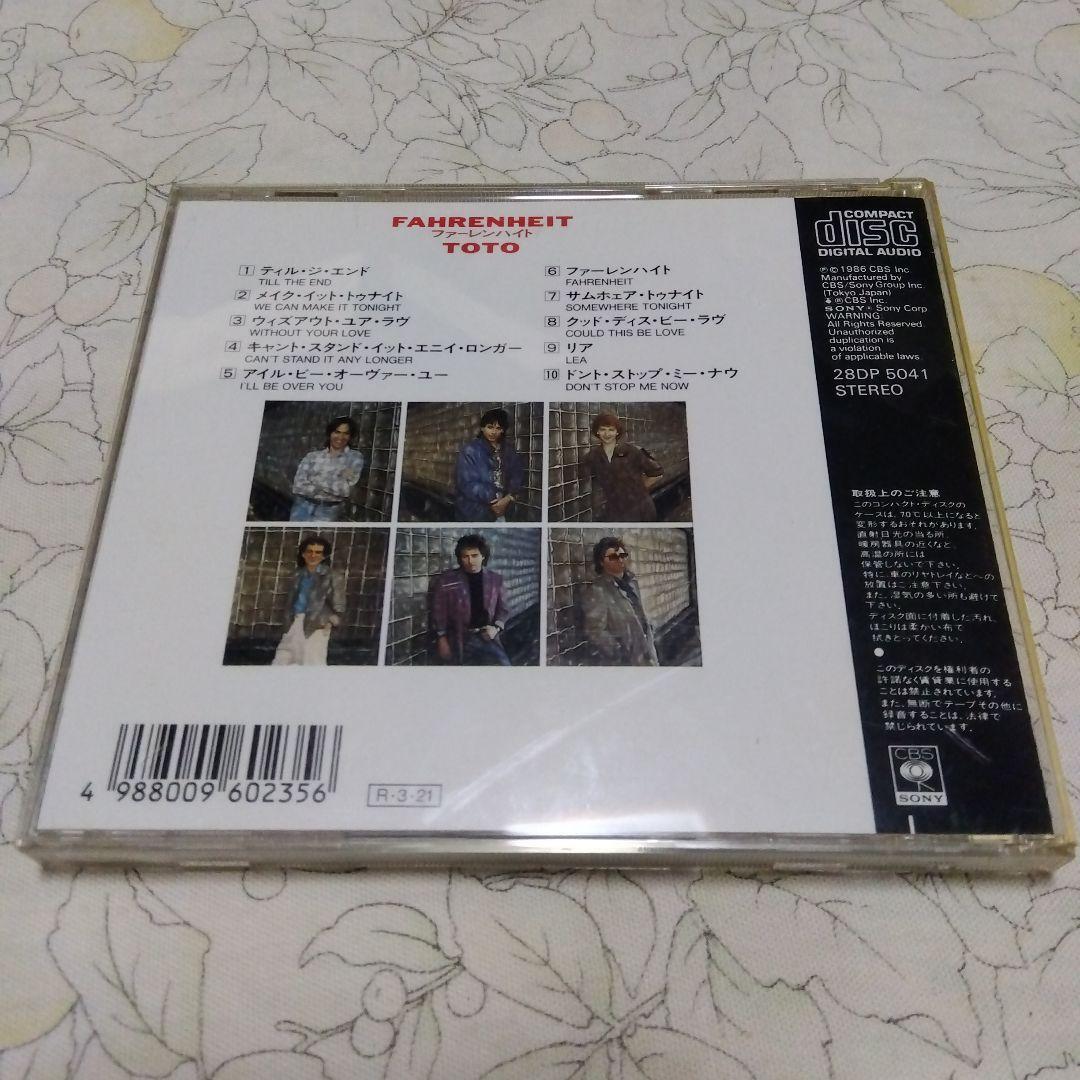 FAHRENHEIT
ファーレンハイト
TOTO
1 ティル・ジ・エンド
TILL THE END
2 メイク・イット・トゥナイト
WE CAN MAKE IT TONIGHT
3 ウィズアウト・ユア・ラヴ
WITHOUT YOUR LOVE
4 キャント・スタンド・イット・エニイ・ロンガー
CAN'T STAND IT ANY LONGER
5 アイル・ビー・オーヴァー・ユー
I'LL BE OVER YOU
6 ファーレンハイト
FAHRENHEIT
7 サムホェア・トゥナイト
SOMEWHERE TONIGHT
8 クッド・ディス・ビー・ラヴ
COULD THIS BE LOVE
9 リア
LEA
10 ドント・ストップ・ミー・ナウ
DON'T STOP ME NOW
COMPACT
disc
DIGITAL AUDIO
℗©1986 CBS Inc.
Manufactured by
CBS/Sony Group Inc.
(Tokyo Japan)
℗CBS Inc.
SONY® Sony Corp
WARNING.
All Rights Reserved.
Unauthorized
duplication is
a violation
of applicable laws.
28DP 5041
STEREO
取扱上のご注意
このコンパクト・ディスクの
ケースは、70℃以上になると
変形するおそれがあります。
直射日光の当る所、
暖房器具の近くなど、
高温の所には
保管しないで下さい。
特に、車のリヤトレイなどへの
放置はご注意下さい。
また、湿気の多い所も避けて
下さい。
ディスク面に付着した汚れ、
ほこりは柔かい布で
拭きとってください。
●
このディスクを権利者の
許諾なく賃貸業に使用する
ことは禁止されています。
また、無断でテープその他に
録音することは、法律で
禁じられています。
CBS
SONY
4 988009 602356
R・3・21